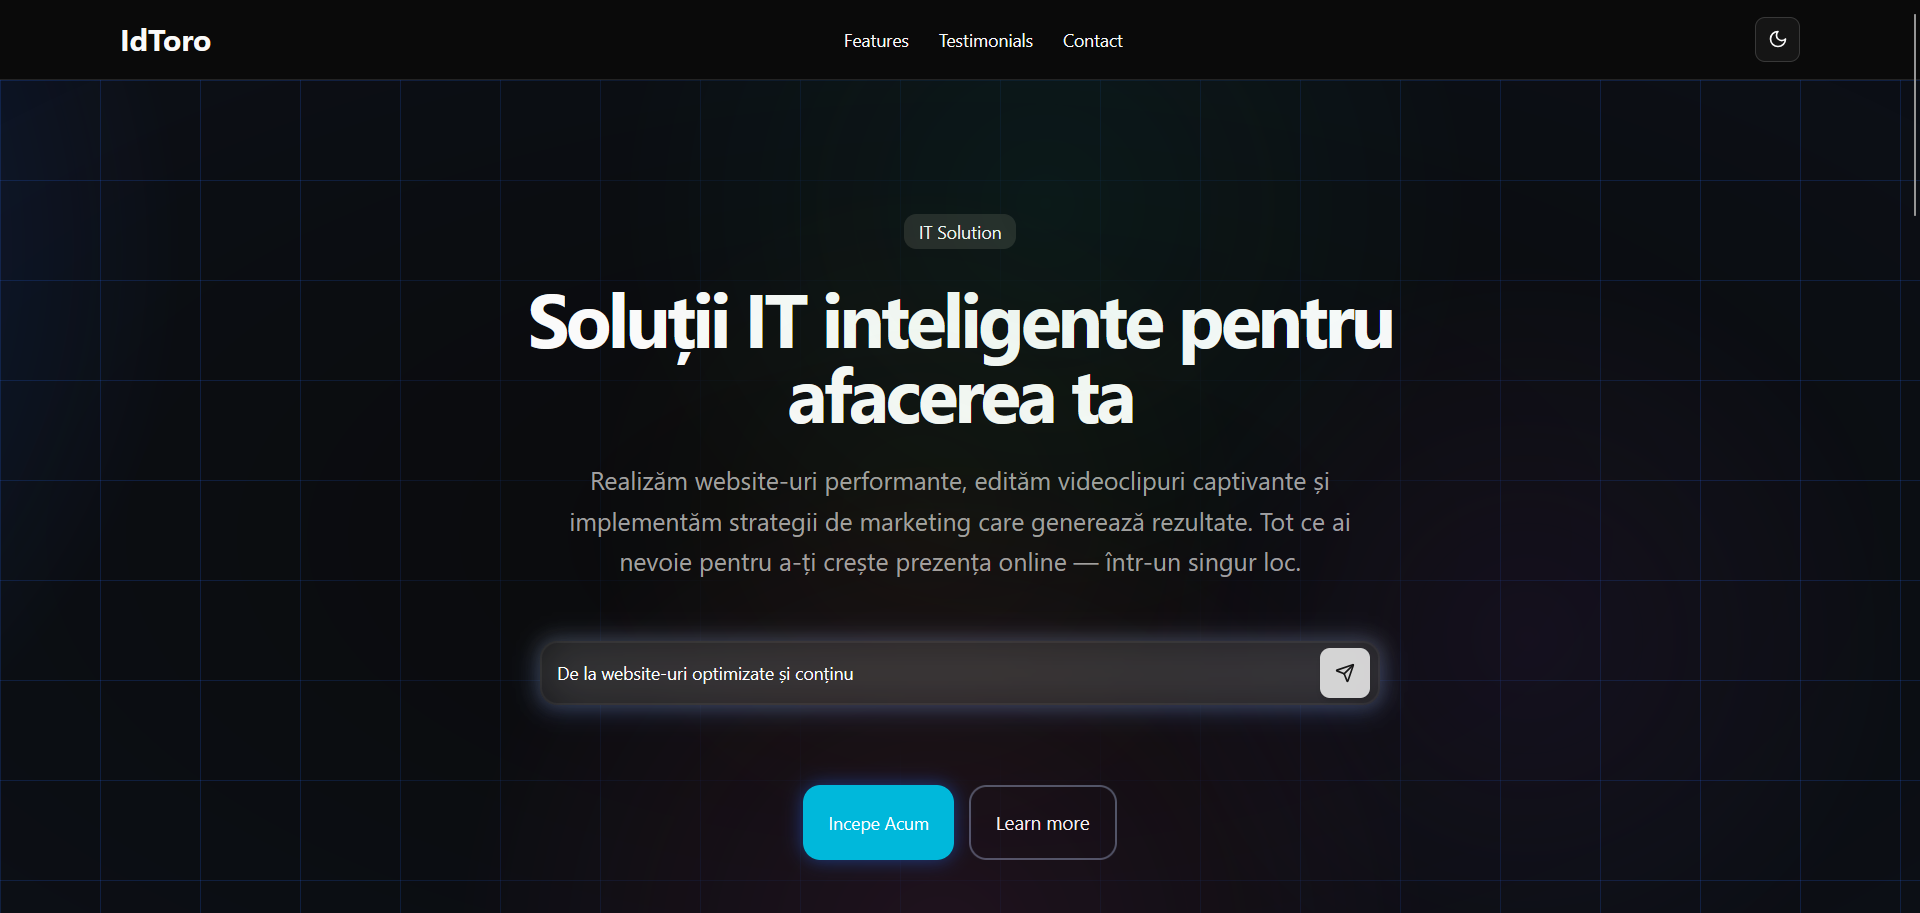 IdToro
Features
Testimonials
Contact
IT Solution
Soluții IT inteligente pentru
afacerea ta
Realizăm website-uri performante, edităm videoclipuri captivante și
implementăm strategii de marketing care generează rezultate. Tot ce ai
nevoie pentru a-ți crește prezența online — într-un singur loc.
De la website-uri optimizate și conținu
Incepe Acum
Learn more